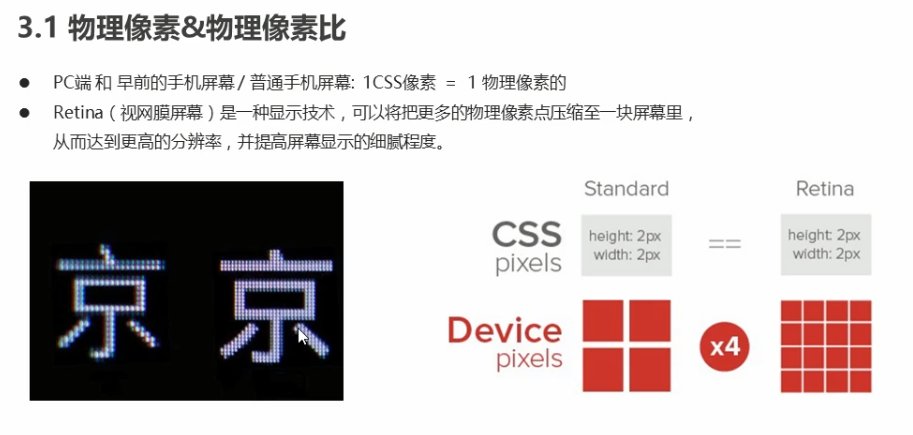 3.1 物理像素&物理像素比
● PC端 和 早前的手机屏幕 / 普通手机屏幕: 1CSS像素 = 1 物理像素的
● Retina（视网膜屏幕）是一种显示技术，可以将把更多的物理像素点压缩至一块屏幕里，
从而达到更高的分辨率，并提高屏幕显示的细腻程度。
京 京
Standard Retina
CSS
pixels
height: 2px
width: 2px
==
height: 2px
width: 2px
Device
pixels
x4